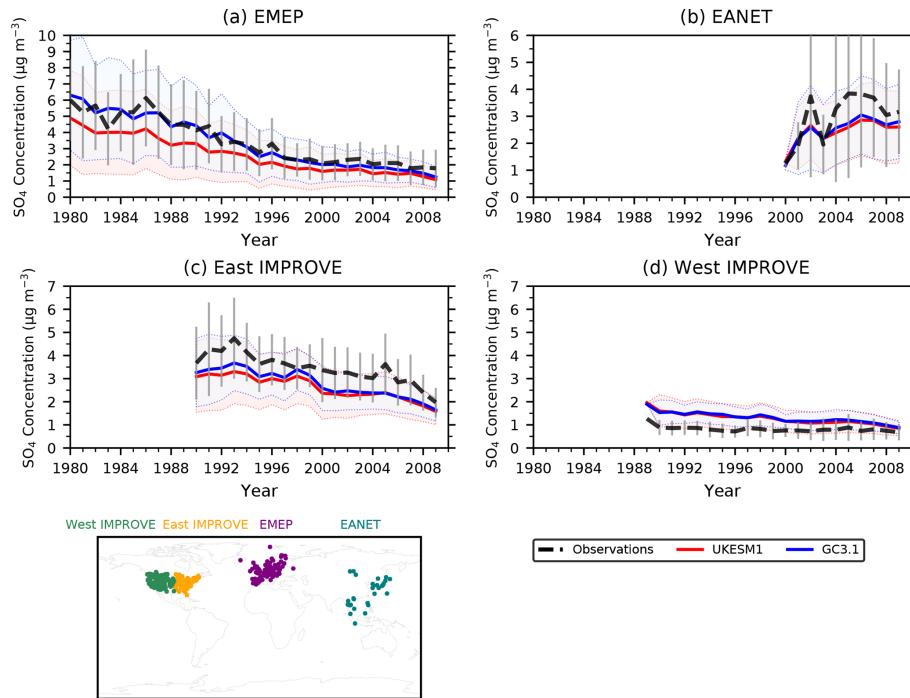 (a) EMEP
SO₄ Concentration (µg m⁻³)
10
9
8
7
6
5
4
3
2
1
0
1980 1984 1988 1992 1996 2000 2004 2008
Year
(b) EANET
SO₄ Concentration (µg m⁻³)
6
5
4
3
2
1
0
1980 1984 1988 1992 1996 2000 2004 2008
Year
(c) East IMPROVE
SO₄ Concentration (µg m⁻³)
7
6
5
4
3
2
1
0
1980 1984 1988 1992 1996 2000 2004 2008
Year
(d) West IMPROVE
SO₄ Concentration (µg m⁻³)
7
6
5
4
3
2
1
0
1980 1984 1988 1992 1996 2000 2004 2008
Year
West IMPROVE East IMPROVE EMEP EANET
Observations UKESM1 GC3.1